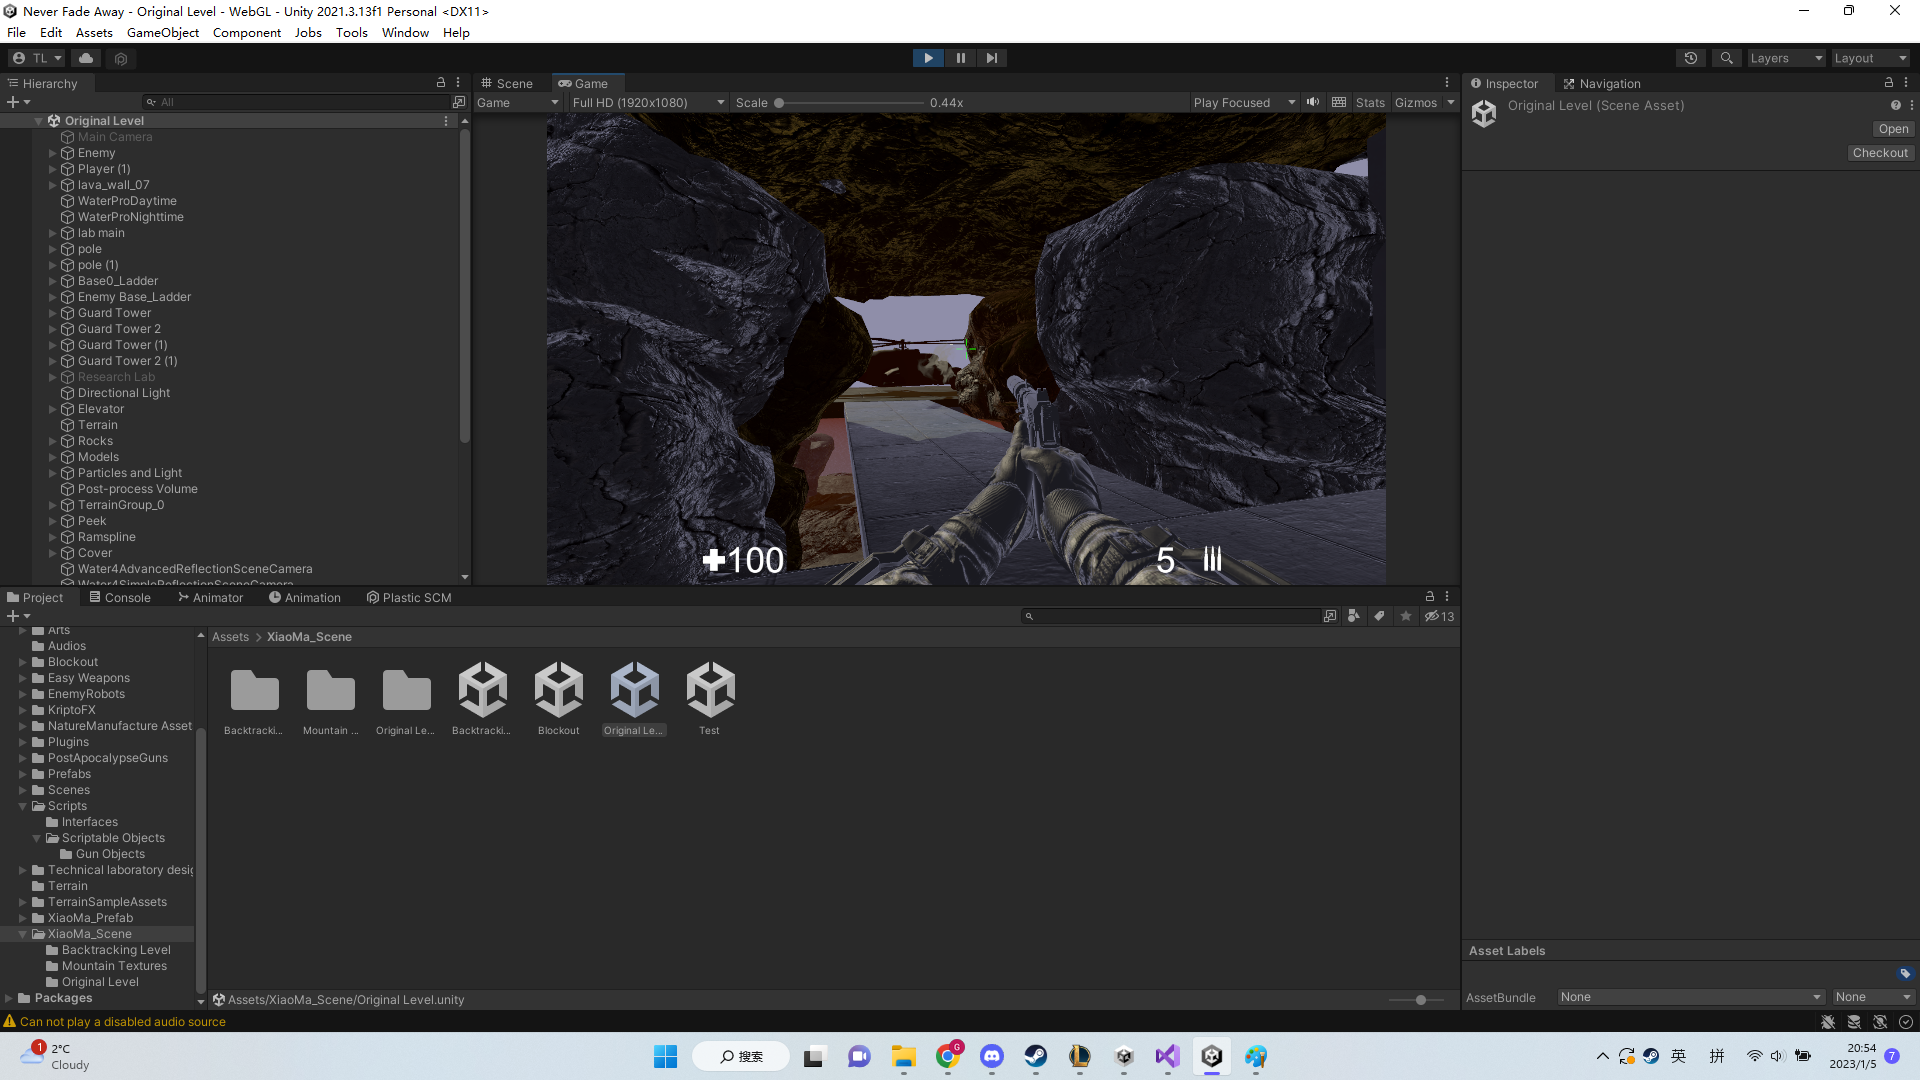 Never Fade Away - Original Level - WebGL - Unity 2021.3.13f1 Personal <DX11>
File Edit Assets GameObject Component Jobs Tools Window Help
TL Layers Layout
Hierarchy
All
Original Level
Main Camera
Enemy
Player (1)
lava_wall_07
WaterProDaytime
WaterProNighttime
lab main
pole
pole (1)
Base0_Ladder
Enemy Base_Ladder
Guard Tower
Guard Tower 2
Guard Tower (1)
Guard Tower 2 (1)
Research Lab
Directional Light
Elevator
Terrain
Rocks
Models
Particles and Light
Post-process Volume
TerrainGroup_0
Peek
Ramspline
Cover
Water4AdvancedReflectionSceneCamera
Water4SimpleReflectionSceneCamera
Scene Game
Game Full HD (1920x1080) Scale 0.44x Play Focused Stats Gizmos
100 5
Inspector Navigation
Original Level (Scene Asset)
Open
Checkout
Asset Labels
AssetBundle None None
Project Console Animator Animation Plastic SCM
13
Arts
Audios
Blockout
Easy Weapons
EnemyRobots
KriptoFX
NatureManufacture Asset
Plugins
PostApocalypseGuns
Prefabs
Scenes
Scripts
Interfaces
Scriptable Objects
Gun Objects
Technical laboratory desig
Terrain
TerrainSampleAssets
XiaoMa_Prefab
XiaoMa_Scene
Backtracking Level
Mountain Textures
Original Level
Packages
Assets > XiaoMa_Scene
Backtracki... Mountain ... Original Le... Backtracki... Blockout Original Le... Test
Assets/XiaoMa_Scene/Original Level.unity
Can not play a disabled audio source
1
2°C
Cloudy
搜索
G
英 拼
20:54
2023/1/5
7